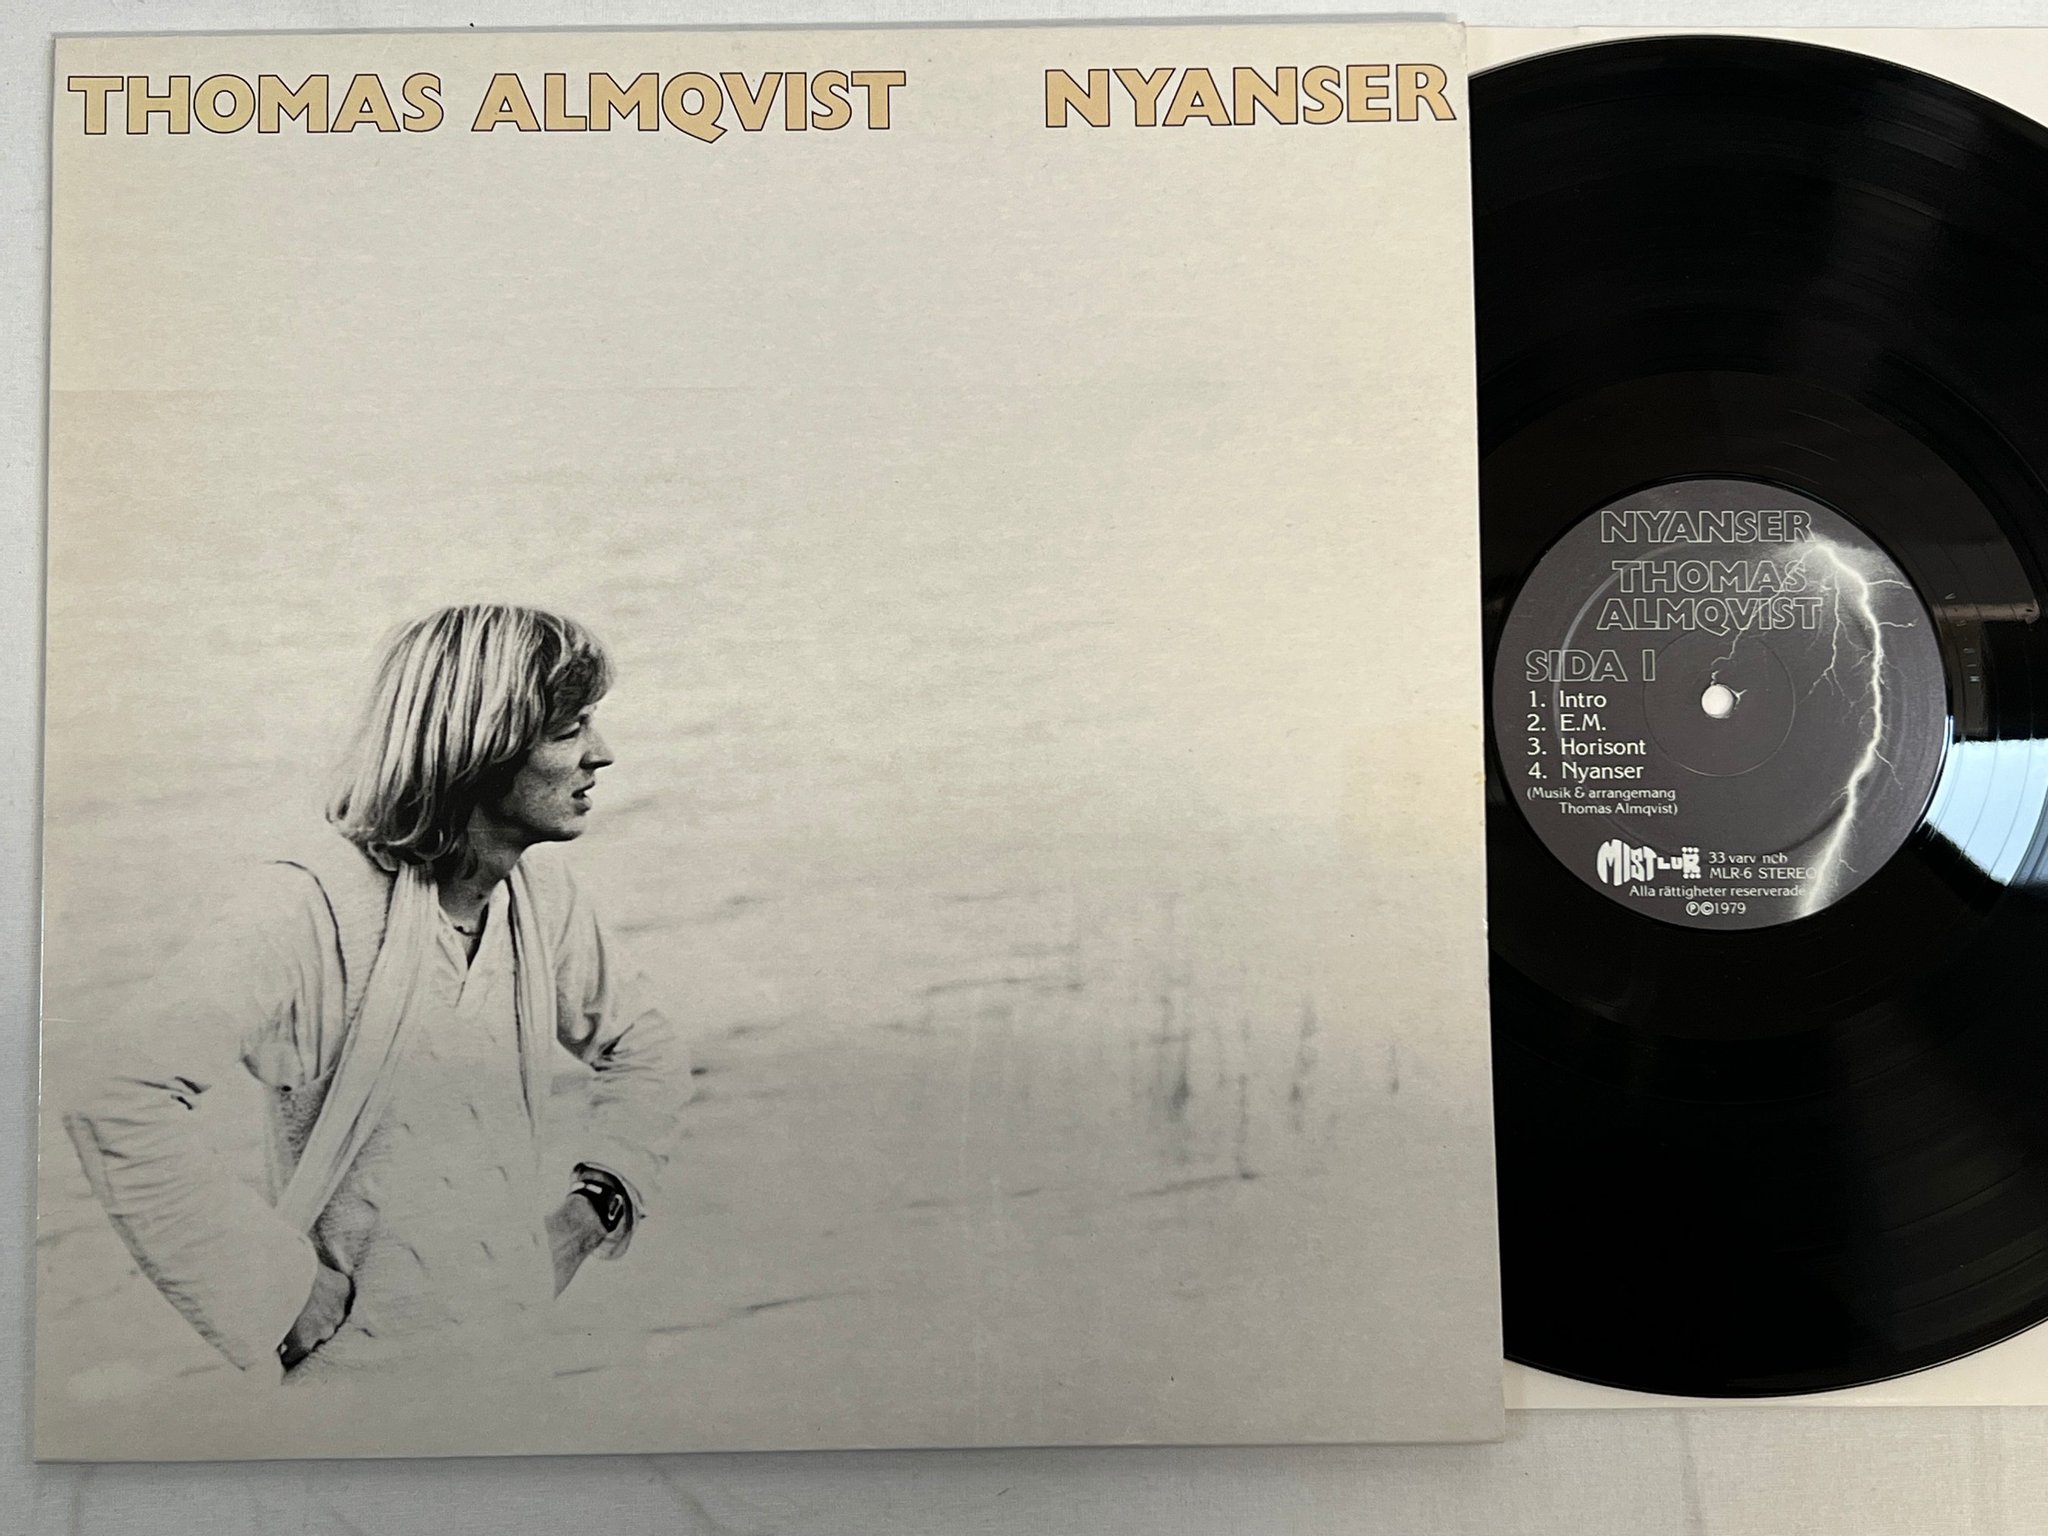 THOMAS ALMQVIST NYANSER
NYANSER
THOMAS
ALMQVIST
SIDA 1
1. Intro
2. E.M.
3. Horisont
4. Nyanser
(Musik & arrangemang
Thomas Almqvist)
MISTLUR 33 varv ncb
MLR-6 STEREO
Alla rättigheter reserverade
℗©1979